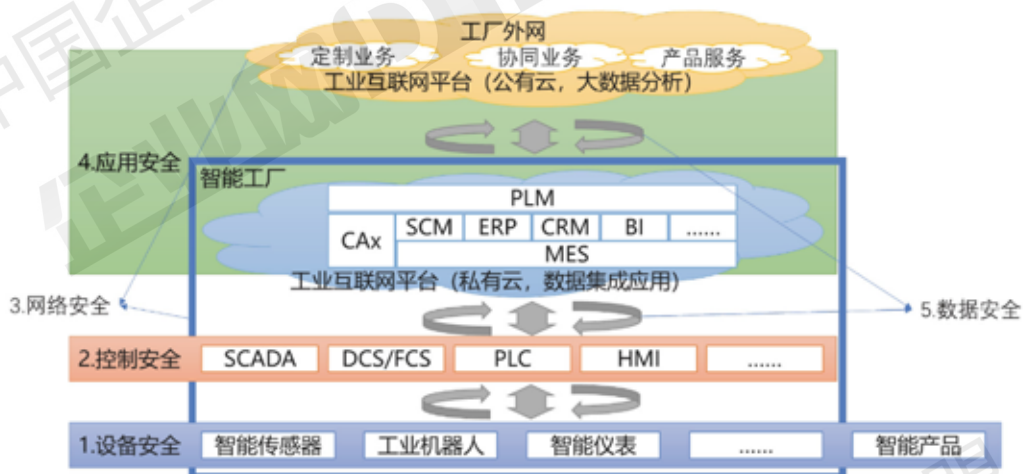 工厂外网
定制业务 协同业务 产品服务
工业互联网平台（公有云，大数据分析）
4.应用安全
智能工厂
PLM
CAx SCM ERP CRM BI ……
MES
工业互联网平台（私有云，数据集成应用）
3.网络安全
5.数据安全
2.控制安全 SCADA DCS/FCS PLC HMI ……
1.设备安全 智能传感器 工业机器人 智能仪表 …… 智能产品